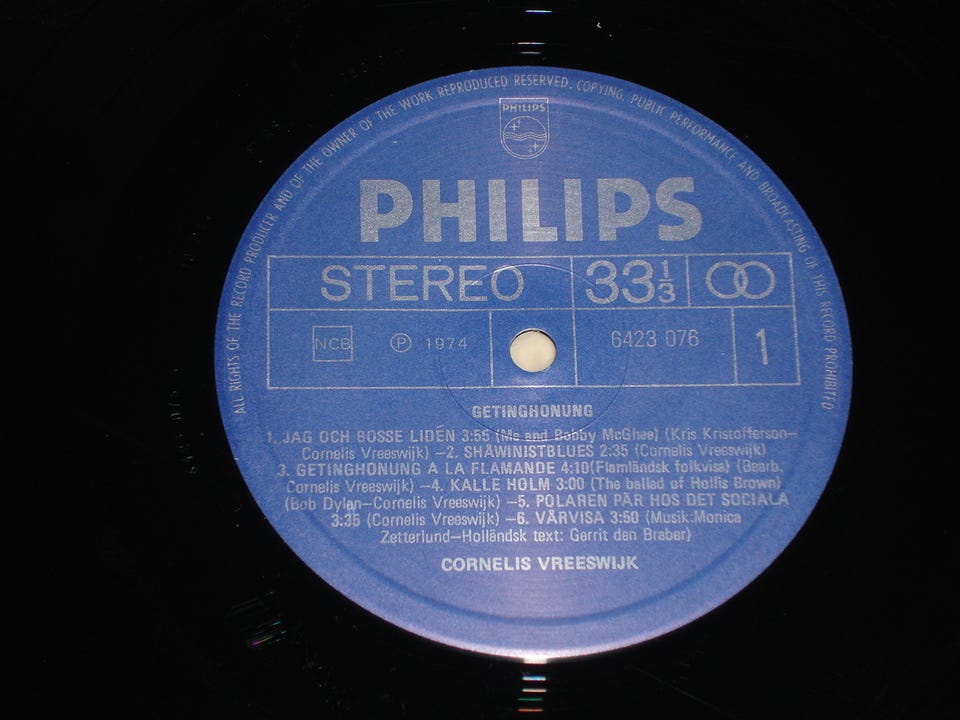 ALL RIGHTS OF THE RECORD PRODUCER AND OF THE OWNER OF THE WORK REPRODUCED RESERVED. COPYING, PUBLIC PERFORMANCE AND BROADCASTING OF THIS RECORD PROHIBITED
PHILIPS
PHILIPS
STEREO 33 1/3
NCB ℗ 1974 6423 076 1
GETINGHONUNG
1. JAG OCH BOSSE LIDÉN 3:55 (Me and Bobby McGhee) (Kris Kristofferson–
Cornelis Vreeswijk) –2. SHÅWINISTBLUES 2:35 (Cornelis Vreeswijk)
3. GETINGHONUNG A LA FLAMANDE 4:10(Flamländsk folkvisa) (Bearb.
Cornelis Vreeswijk) –4. KALLE HOLM 3:00 (The ballad of Hollis Brown)
(Bob Dylan–Cornelis Vreeswijk) –5. POLAREN PÄR HOS DET SOCIALA
3:35 (Cornelis Vreeswijk) –6. VÅRVISA 3:50 (Musik:Monica
Zetterlund–Holländsk text: Gerrit den Braber)
CORNELIS VREESWIJK